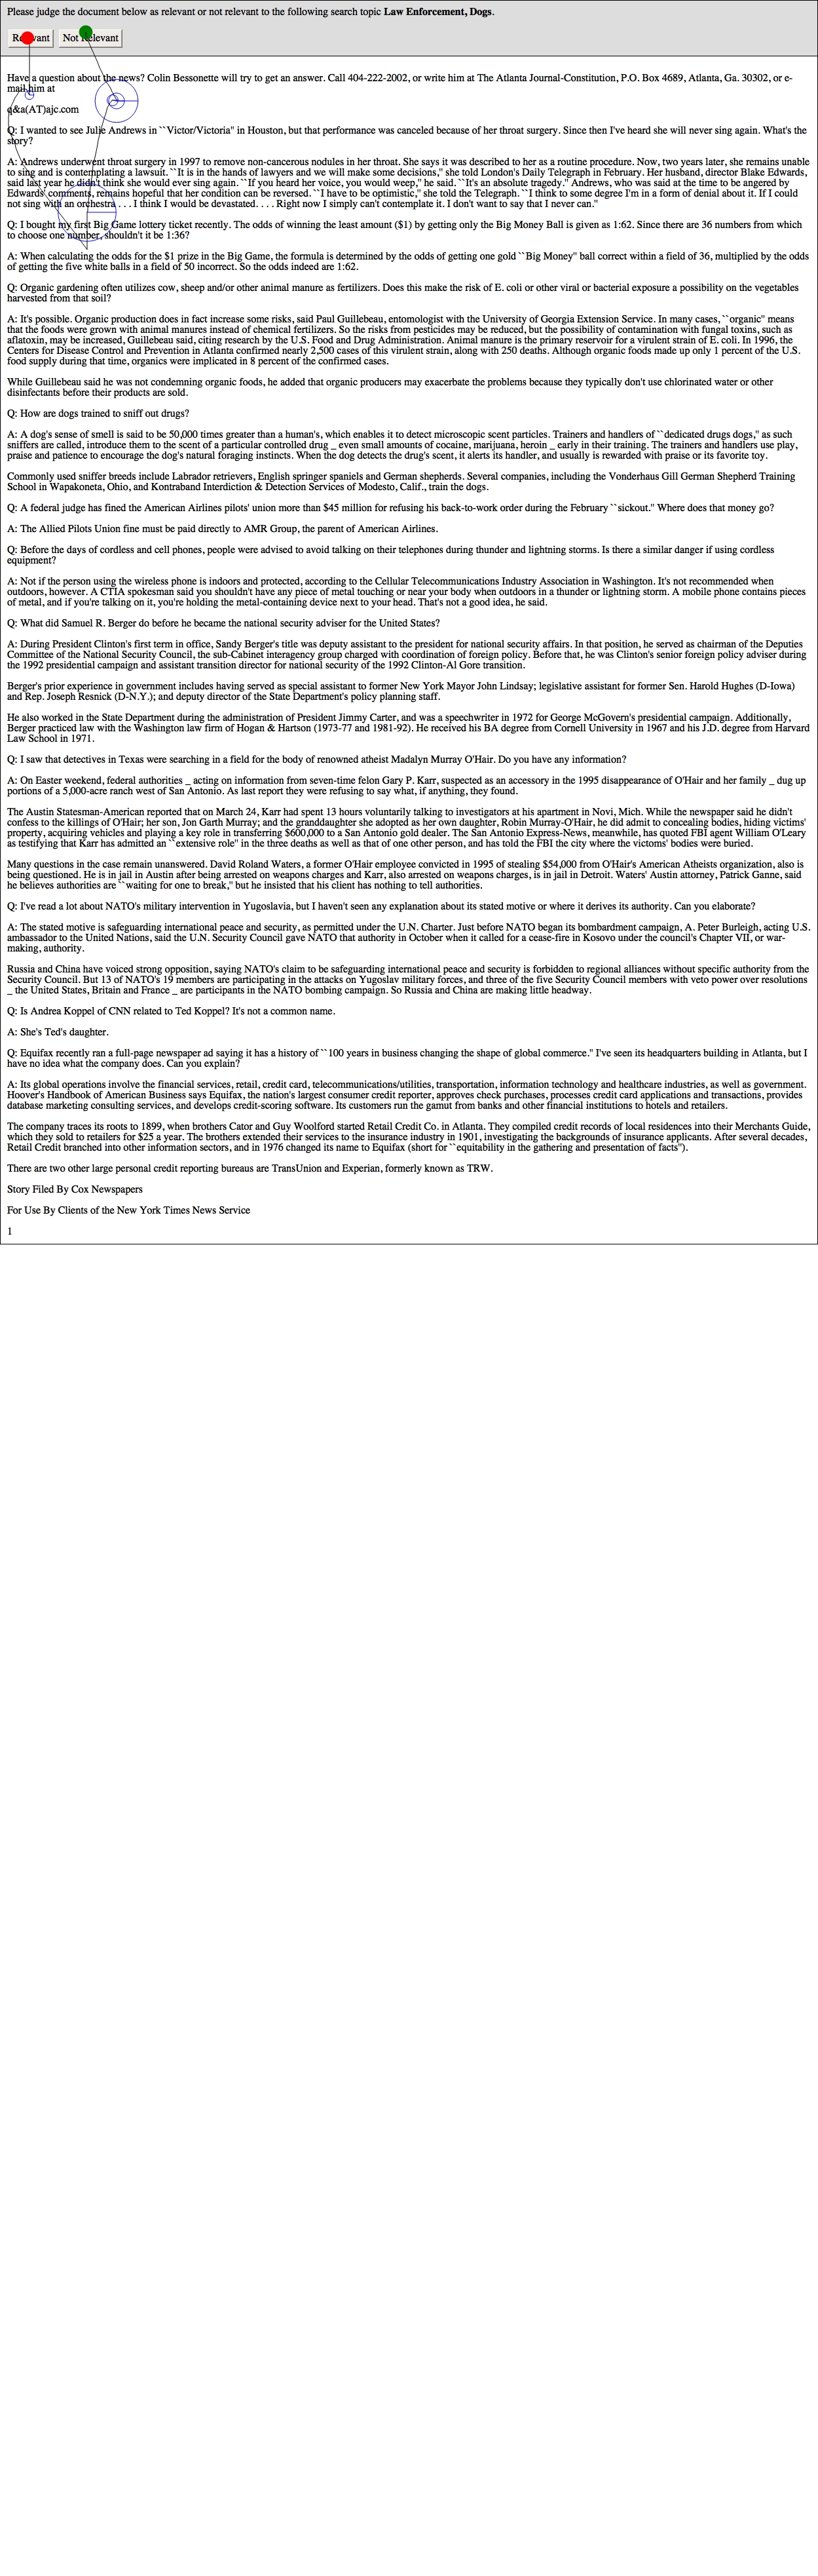 Please judge the document below as relevant or not relevant to the following search topic Law Enforcement, Dogs.
Relevant Not Relevant
Have a question about the news? Colin Bessonette will try to get an answer. Call 404-222-2002, or write him at The Atlanta Journal-Constitution, P.O. Box 4689, Atlanta, Ga. 30302, or e-
mail him at
q&a(AT)ajc.com
Q: I wanted to see Julie Andrews in ``Victor/Victoria'' in Houston, but that performance was canceled because of her throat surgery. Since then I've heard she will never sing again. What's the
story?
A: Andrews underwent throat surgery in 1997 to remove non-cancerous nodules in her throat. She says it was described to her as a routine procedure. Now, two years later, she remains unable
to sing and is contemplating a lawsuit. ``It is in the hands of lawyers and we will make some decisions,'' she told London's Daily Telegraph in February. Her husband, director Blake Edwards,
said last year he didn't think she would ever sing again. ``If you heard her voice, you would weep,'' he said. ``It's an absolute tragedy.'' Andrews, who was said at the time to be angered by
Edwards' comments, remains hopeful that her condition can be reversed. ``I have to be optimistic,'' she told the Telegraph. ``I think to some degree I'm in a form of denial about it. If I could
not sing with an orchestra . . . I think I would be devastated. . . . Right now I simply can't contemplate it. I don't want to say that I never can.''
Q: I bought my first Big Game lottery ticket recently. The odds of winning the least amount ($1) by getting only the Big Money Ball is given as 1:62. Since there are 36 numbers from which
to choose one number, shouldn't it be 1:36?
A: When calculating the odds for the $1 prize in the Big Game, the formula is determined by the odds of getting one gold ``Big Money'' ball correct within a field of 36, multiplied by the odds
of getting the five white balls in a field of 50 incorrect. So the odds indeed are 1:62.
Q: Organic gardening often utilizes cow, sheep and/or other animal manure as fertilizers. Does this make the risk of E. coli or other viral or bacterial exposure a possibility on the vegetables
harvested from that soil?
A: It's possible. Organic production does in fact increase some risks, said Paul Guillebeau, entomologist with the University of Georgia Extension Service. In many cases, ``organic'' means
that the foods were grown with animal manures instead of chemical fertilizers. So the risks from pesticides may be reduced, but the possibility of contamination with fungal toxins, such as
aflatoxin, may be increased, Guillebeau said, citing research by the U.S. Food and Drug Administration. Animal manure is the primary reservoir for a virulent strain of E. coli. In 1996, the
Centers for Disease Control and Prevention in Atlanta confirmed nearly 2,500 cases of this virulent strain, along with 250 deaths. Although organic foods made up only 1 percent of the U.S.
food supply during that time, organics were implicated in 8 percent of the confirmed cases.
While Guillebeau said he was not condemning organic foods, he added that organic producers may exacerbate the problems because they typically don't use chlorinated water or other
disinfectants before their products are sold.
Q: How are dogs trained to sniff out drugs?
A: A dog's sense of smell is said to be 50,000 times greater than a human's, which enables it to detect microscopic scent particles. Trainers and handlers of ``dedicated drugs dogs,'' as such
sniffers are called, introduce them to the scent of a particular controlled drug _ even small amounts of cocaine, marijuana, heroin _ early in their training. The trainers and handlers use play,
praise and patience to encourage the dog's natural foraging instincts. When the dog detects the drug's scent, it alerts its handler, and usually is rewarded with praise or its favorite toy.
Commonly used sniffer breeds include Labrador retrievers, English springer spaniels and German shepherds. Several companies, including the Vonderhaus Gill German Shepherd Training
School in Wapakoneta, Ohio, and Kontraband Interdiction & Detection Services of Modesto, Calif., train the dogs.
Q: A federal judge has fined the American Airlines pilots' union more than $45 million for refusing his back-to-work order during the February ``sickout.'' Where does that money go?
A: The Allied Pilots Union fine must be paid directly to AMR Group, the parent of American Airlines.
Q: Before the days of cordless and cell phones, people were advised to avoid talking on their telephones during thunder and lightning storms. Is there a similar danger if using cordless
equipment?
A: Not if the person using the wireless phone is indoors and protected, according to the Cellular Telecommunications Industry Association in Washington. It's not recommended when
outdoors, however. A CTIA spokesman said you shouldn't have any piece of metal touching or near your body when outdoors in a thunder or lightning storm. A mobile phone contains pieces
of metal, and if you're talking on it, you're holding the metal-containing device next to your head. That's not a good idea, he said.
Q: What did Samuel R. Berger do before he became the national security adviser for the United States?
A: During President Clinton's first term in office, Sandy Berger's title was deputy assistant to the president for national security affairs. In that position, he served as chairman of the Deputies
Committee of the National Security Council, the sub-Cabinet interagency group charged with coordination of foreign policy. Before that, he was Clinton's senior foreign policy adviser during
the 1992 presidential campaign and assistant transition director for national security of the 1992 Clinton-Al Gore transition.
Berger's prior experience in government includes having served as special assistant to former New York Mayor John Lindsay; legislative assistant for former Sen. Harold Hughes (D-Iowa)
and Rep. Joseph Resnick (D-N.Y.); and deputy director of the State Department's policy planning staff.
He also worked in the State Department during the administration of President Jimmy Carter, and was a speechwriter in 1972 for George McGovern's presidential campaign. Additionally,
Berger practiced law with the Washington law firm of Hogan & Hartson (1973-77 and 1981-92). He received his BA degree from Cornell University in 1967 and his J.D. degree from Harvard
Law School in 1971.
Q: I saw that detectives in Texas were searching in a field for the body of renowned atheist Madalyn Murray O'Hair. Do you have any information?
A: On Easter weekend, federal authorities _ acting on information from seven-time felon Gary P. Karr, suspected as an accessory in the 1995 disappearance of O'Hair and her family _ dug up
portions of a 5,000-acre ranch west of San Antonio. As last report they were refusing to say what, if anything, they found.
The Austin Statesman-American reported that on March 24, Karr had spent 13 hours voluntarily talking to investigators at his apartment in Novi, Mich. While the newspaper said he didn't
confess to the killings of O'Hair; her son, Jon Garth Murray; and the granddaughter she adopted as her own daughter, Robin Murray-O'Hair, he did admit to concealing bodies, hiding victims'
property, acquiring vehicles and playing a key role in transferring $600,000 to a San Antonio gold dealer. The San Antonio Express-News, meanwhile, has quoted FBI agent William O'Leary
as testifying that Karr has admitted an ``extensive role'' in the three deaths as well as that of one other person, and has told the FBI the city where the victoms' bodies were buried.
Many questions in the case remain unanswered. David Roland Waters, a former O'Hair employee convicted in 1995 of stealing $54,000 from O'Hair's American Atheists organization, also is
being questioned. He is in jail in Austin after being arrested on weapons charges and Karr, also arrested on weapons charges, is in jail in Detroit. Waters' Austin attorney, Patrick Ganne, said
he believes authorities are ``waiting for one to break,'' but he insisted that his client has nothing to tell authorities.
Q: I've read a lot about NATO's military intervention in Yugoslavia, but I haven't seen any explanation about its stated motive or where it derives its authority. Can you elaborate?
A: The stated motive is safeguarding international peace and security, as permitted under the U.N. Charter. Just before NATO began its bombardment campaign, A. Peter Burleigh, acting U.S.
ambassador to the United Nations, said the U.N. Security Council gave NATO that authority in October when it called for a cease-fire in Kosovo under the council's Chapter VII, or war-
making, authority.
Russia and China have voiced strong opposition, saying NATO's claim to be safeguarding international peace and security is forbidden to regional alliances without specific authority from the
Security Council. But 13 of NATO's 19 members are participating in the attacks on Yugoslav military forces, and three of the five Security Council members with veto power over resolutions
_ the United States, Britain and France _ are participants in the NATO bombing campaign. So Russia and China are making little headway.
Q: Is Andrea Koppel of CNN related to Ted Koppel? It's not a common name.
A: She's Ted's daughter.
Q: Equifax recently ran a full-page newspaper ad saying it has a history of ``100 years in business changing the shape of global commerce.'' I've seen its headquarters building in Atlanta, but I
have no idea what the company does. Can you explain?
A: Its global operations involve the financial services, retail, credit card, telecommunications/utilities, transportation, information technology and healthcare industries, as well as government.
Hoover's Handbook of American Business says Equifax, the nation's largest consumer credit reporter, approves check purchases, processes credit card applications and transactions, provides
database marketing consulting services, and develops credit-scoring software. Its customers run the gamut from banks and other financial institutions to hotels and retailers.
The company traces its roots to 1899, when brothers Cator and Guy Woolford started Retail Credit Co. in Atlanta. They compiled credit records of local residences into their Merchants Guide,
which they sold to retailers for $25 a year. The brothers extended their services to the insurance industry in 1901, investigating the backgrounds of insurance applicants. After several decades,
Retail Credit branched into other information sectors, and in 1976 changed its name to Equifax (short for ``equitability in the gathering and presentation of facts'').
There are two other large personal credit reporting bureaus are TransUnion and Experian, formerly known as TRW.
Story Filed By Cox Newspapers
For Use By Clients of the New York Times News Service
1